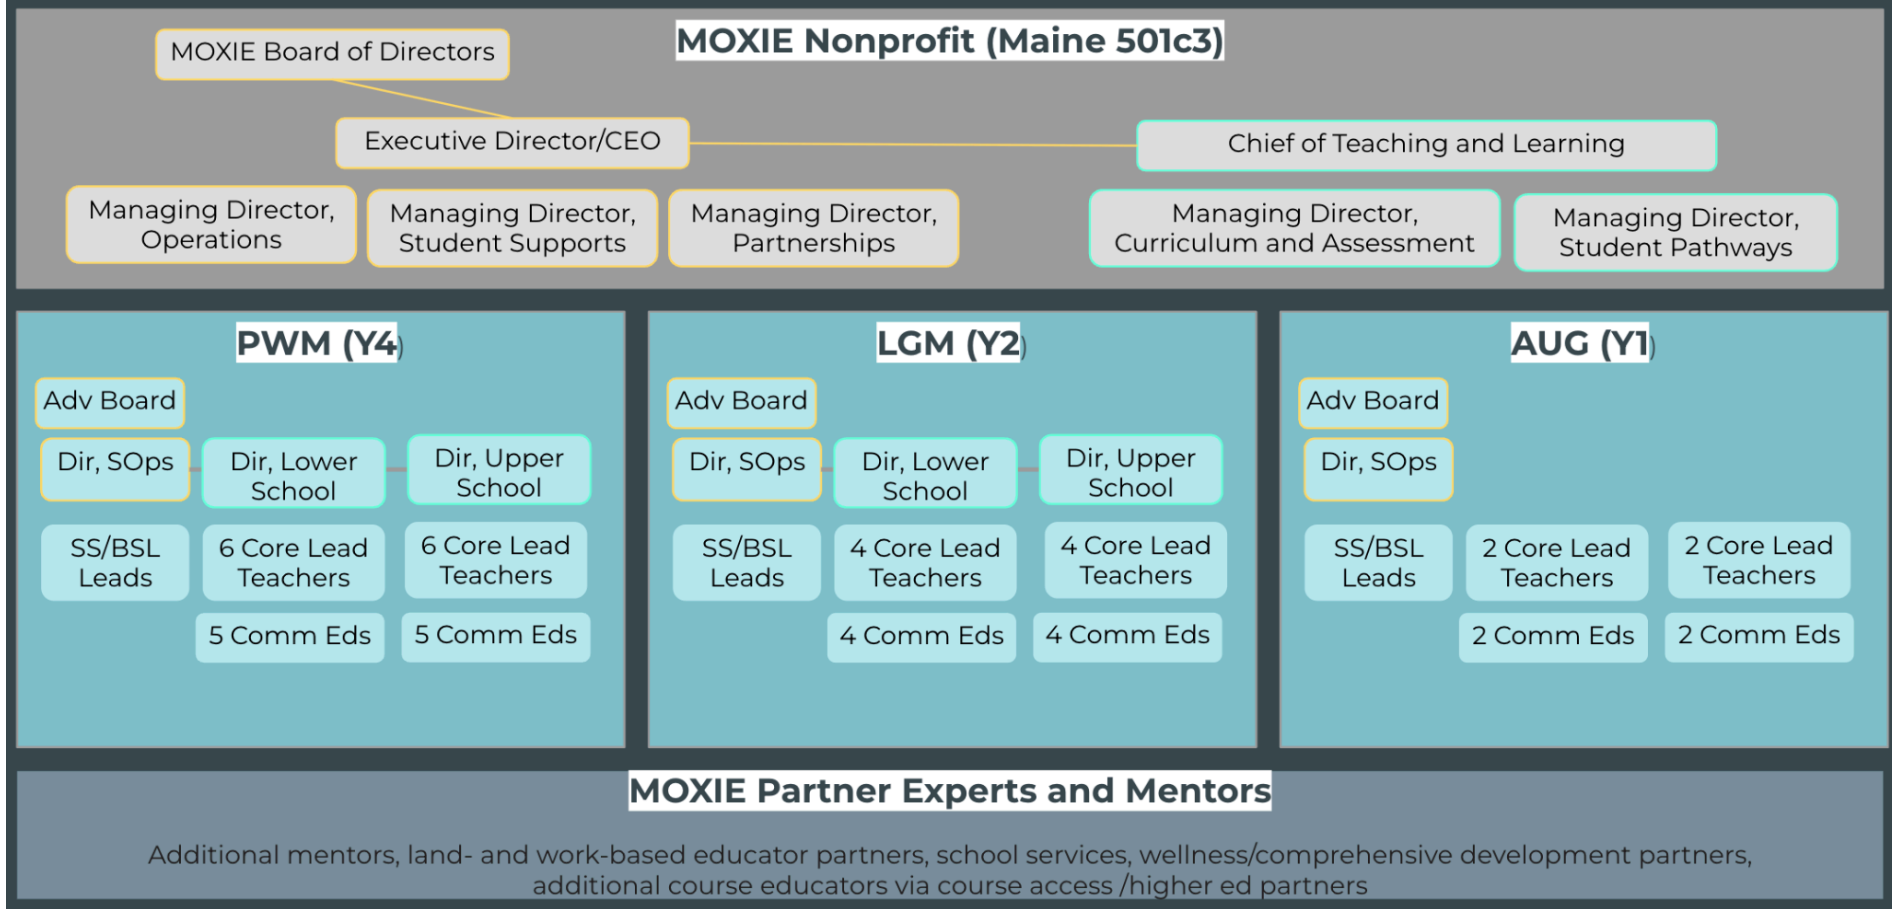 MOXIE Nonprofit (Maine 501c3)
MOXIE Board of Directors
Executive Director/CEO
Chief of Teaching and Learning
Managing Director,
Operations
Managing Director,
Student Supports
Managing Director,
Partnerships
Managing Director,
Curriculum and Assessment
Managing Director,
Student Pathways
PWM (Y4)
Adv Board
Dir, SOps
Dir, Lower
School
Dir, Upper
School
SS/BSL
Leads
6 Core Lead
Teachers
6 Core Lead
Teachers
5 Comm Eds
5 Comm Eds
LGM (Y2)
Adv Board
Dir, SOps
Dir, Lower
School
Dir, Upper
School
SS/BSL
Leads
4 Core Lead
Teachers
4 Core Lead
Teachers
4 Comm Eds
4 Comm Eds
AUG (Y1)
Adv Board
Dir, SOps
SS/BSL
Leads
2 Core Lead
Teachers
2 Core Lead
Teachers
2 Comm Eds
2 Comm Eds
MOXIE Partner Experts and Mentors
Additional mentors, land- and work-based educator partners, school services, wellness/comprehensive development partners,
additional course educators via course access /higher ed partners